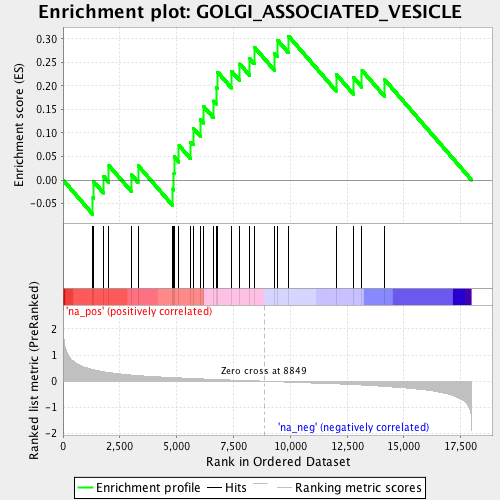 Enrichment plot: GOLGI_ASSOCIATED_VESICLE
Enrichment score (ES)
0.30
0.25
0.20
0.15
0.10
0.05
0.00
-0.05
Ranked list metric (PreRanked)
'na_pos' (positively correlated)
2
1
0
-1
-2
Zero cross at 8849
'na_neg' (negatively correlated)
0 2,500 5,000 7,500 10,000 12,500 15,000 17,500
Rank in Ordered Dataset
Enrichment profile Hits Ranking metric scores